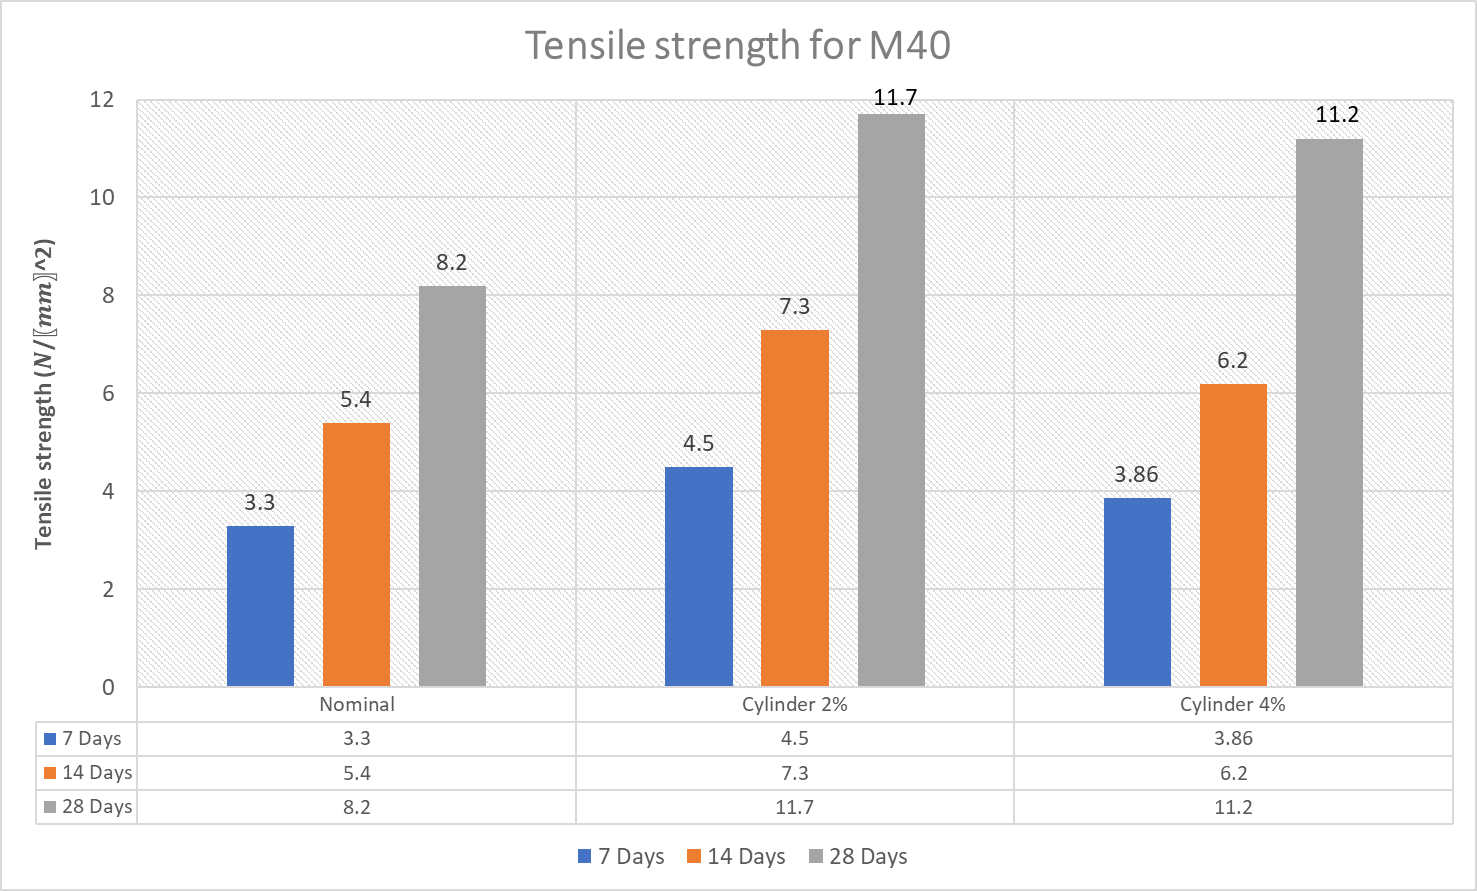 Tensile strength for M40
Tensile strength (N/〖(mm)〗^2)
12
10
8
6
4
2
0
3.3
5.4
8.2
4.5
7.3
11.7
3.86
6.2
11.2
Nominal Cylinder 2% Cylinder 4%
7 Days 3.3 4.5 3.86
14 Days 5.4 7.3 6.2
28 Days 8.2 11.7 11.2
7 Days 14 Days 28 Days